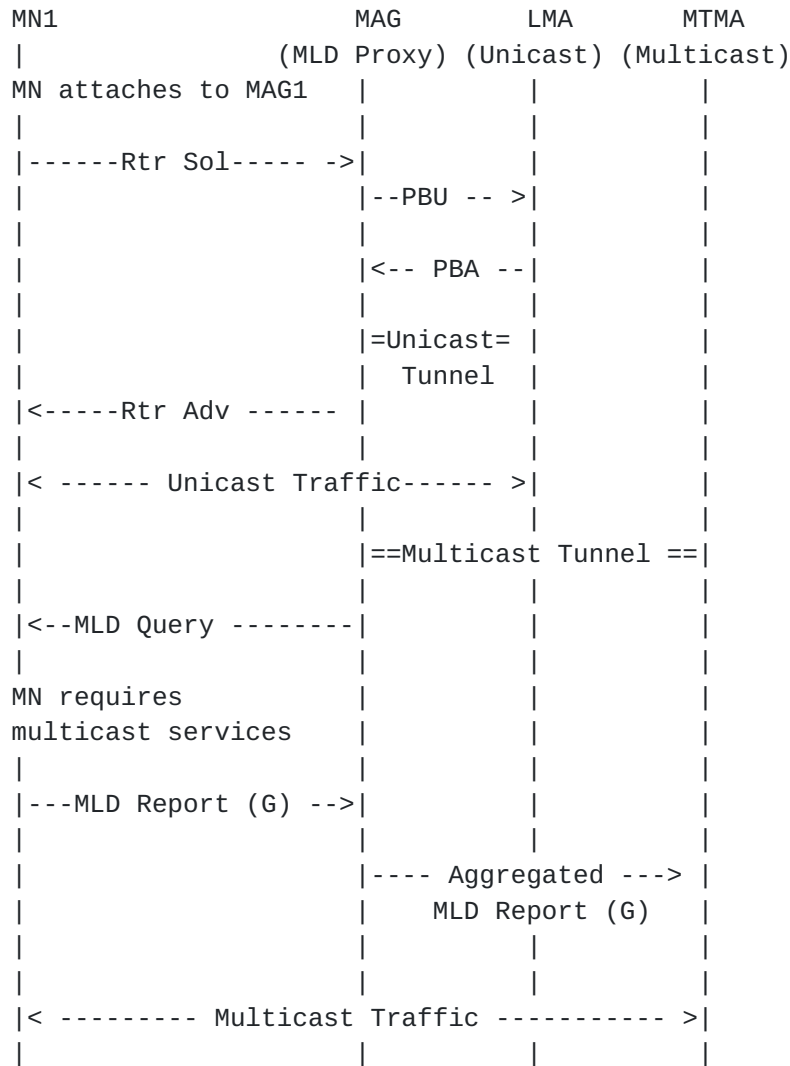 MN1                  MAG       LMA      MTMA
|               (MLD Proxy) (Unicast) (Multicast)
MN attaches to MAG1   |         |         |
|                    |         |         |
|------Rtr Sol----- ->|         |         |
|                    |--PBU -- >|         |
|                    |         |         |
|                    |<-- PBA --|         |
|                    |         |         |
|                    |=Unicast= |         |
|                    |  Tunnel  |         |
|<-----Rtr Adv ------ |         |         |
|                    |         |         |
|< ------ Unicast Traffic------ >|         |
|                    |         |         |
|                    |==Multicast Tunnel ==|
|                    |         |         |
|<--MLD Query --------|         |         |
|                    |         |         |
MN requires           |         |         |
multicast services    |         |         |
|                    |         |         |
|---MLD Report (G) -->|         |         |
|                    |         |         |
|                    |---- Aggregated ---> |
|                    |    MLD Report (G)   |
|                    |         |         |
|                    |         |         |
|< --------- Multicast Traffic ----------- >|
|                    |         |         |